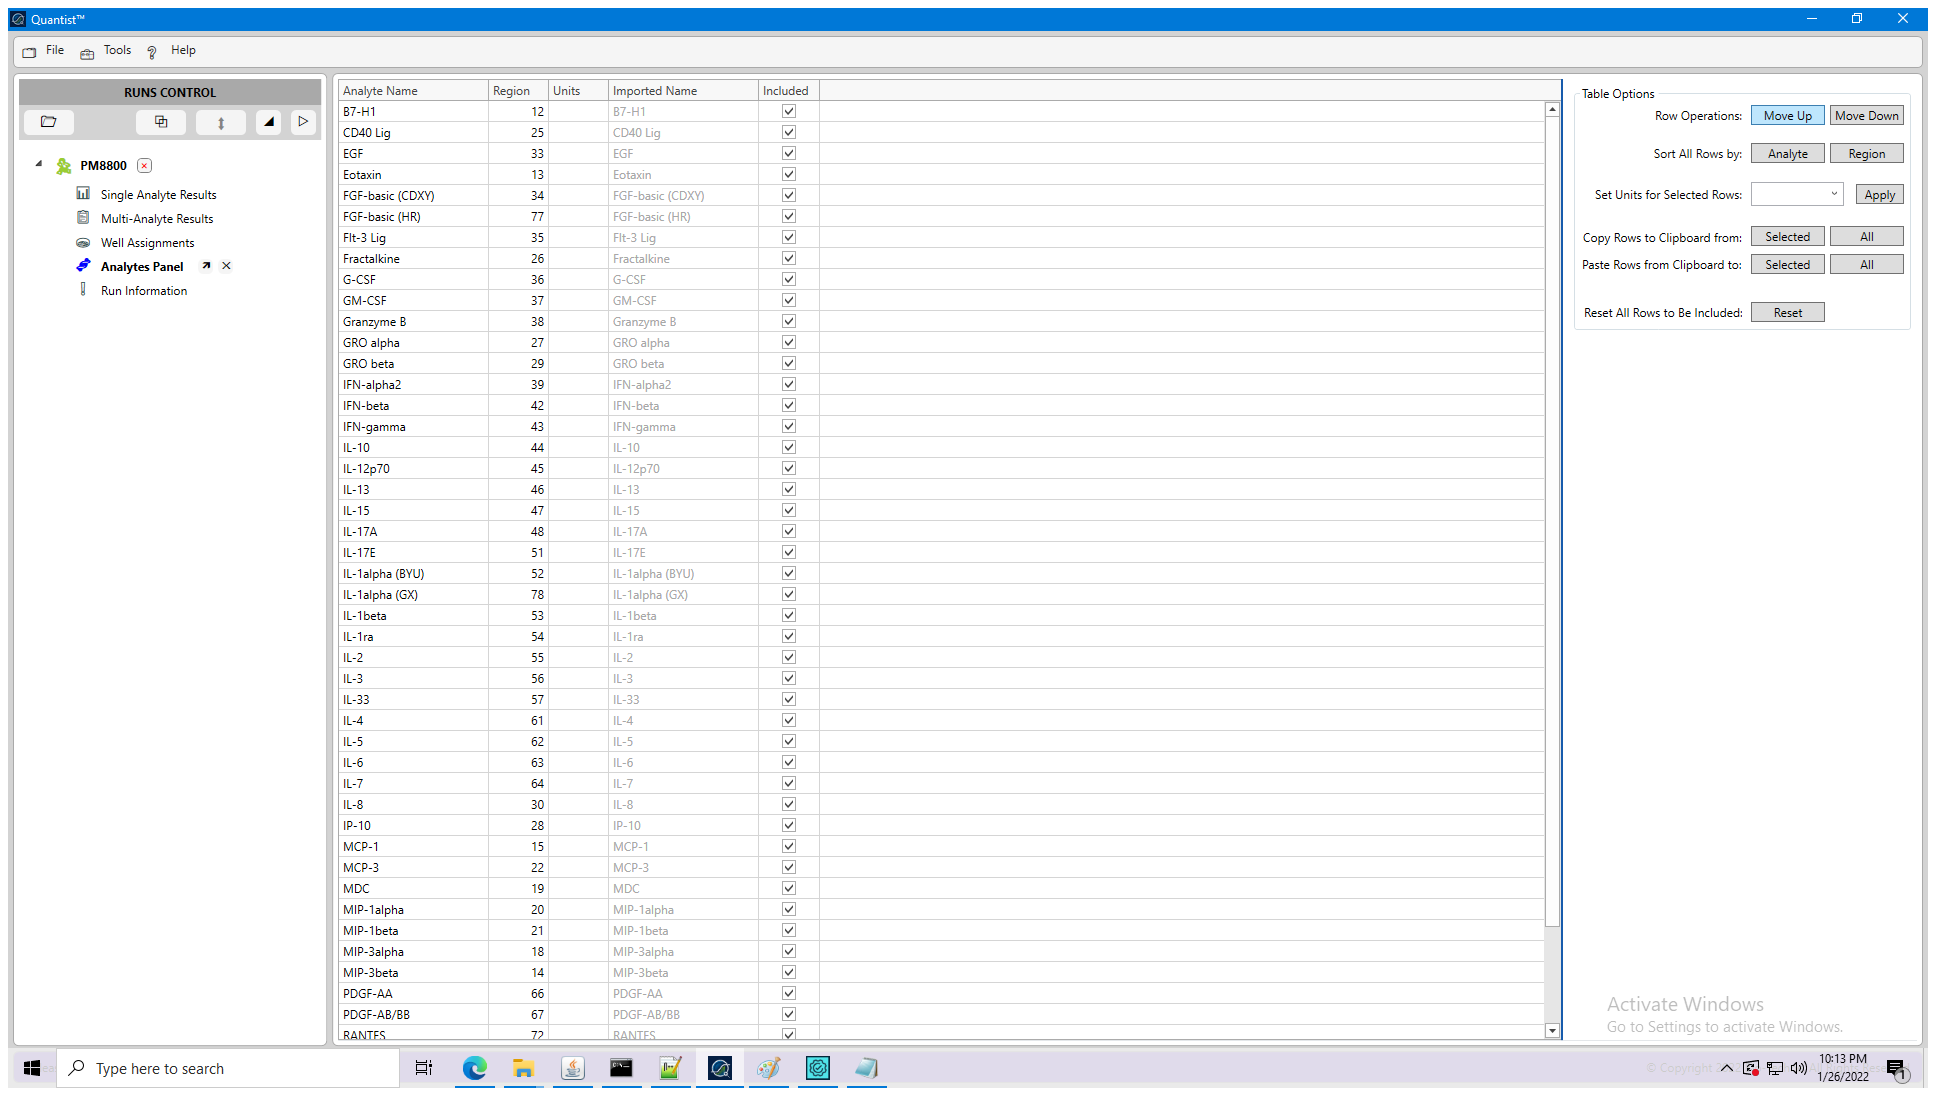 Quantist™
File Tools Help
RUNS CONTROL
PM8800
Single Analyte Results
Multi-Analyte Results
Well Assignments
Analytes Panel
Run Information
Analyte Name Region Units Imported Name Included
B7-H1 12 B7-H1
CD40 Lig 25 CD40 Lig
EGF 33 EGF
Eotaxin 13 Eotaxin
FGF-basic (CDXY) 34 FGF-basic (CDXY)
FGF-basic (HR) 77 FGF-basic (HR)
Flt-3 Lig 35 Flt-3 Lig
Fractalkine 26 Fractalkine
G-CSF 36 G-CSF
GM-CSF 37 GM-CSF
Granzyme B 38 Granzyme B
GRO alpha 27 GRO alpha
GRO beta 29 GRO beta
IFN-alpha2 39 IFN-alpha2
IFN-beta 42 IFN-beta
IFN-gamma 43 IFN-gamma
IL-10 44 IL-10
IL-12p70 45 IL-12p70
IL-13 46 IL-13
IL-15 47 IL-15
IL-17A 48 IL-17A
IL-17E 51 IL-17E
IL-1alpha (BYU) 52 IL-1alpha (BYU)
IL-1alpha (GX) 78 IL-1alpha (GX)
IL-1beta 53 IL-1beta
IL-1ra 54 IL-1ra
IL-2 55 IL-2
IL-3 56 IL-3
IL-33 57 IL-33
IL-4 61 IL-4
IL-5 62 IL-5
IL-6 63 IL-6
IL-7 64 IL-7
IL-8 30 IL-8
IP-10 28 IP-10
MCP-1 15 MCP-1
MCP-3 22 MCP-3
MDC 19 MDC
MIP-1alpha 20 MIP-1alpha
MIP-1beta 21 MIP-1beta
MIP-3alpha 18 MIP-3alpha
MIP-3beta 14 MIP-3beta
PDGF-AA 66 PDGF-AA
PDGF-AB/BB 67 PDGF-AB/BB
RANTES 72 RANTES
Table Options
Row Operations: Move Up Move Down
Sort All Rows by: Analyte Region
Set Units for Selected Rows: Apply
Copy Rows to Clipboard from: Selected All
Paste Rows from Clipboard to: Selected All
Reset All Rows to Be Included: Reset
Activate Windows
Go to Settings to activate Windows.
Type here to search
© Copyright
10:13 PM
1/26/2022
1